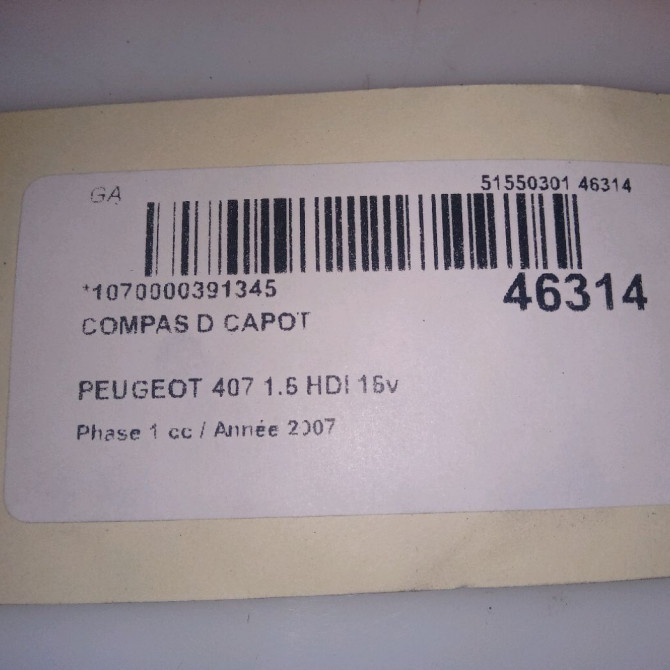 GA
51550301 46314
*1070000391345
46314
COMPAS D CAPOT
PEUGEOT 407 1.6 HDI 16v
Phase 1 cc / Année 2007